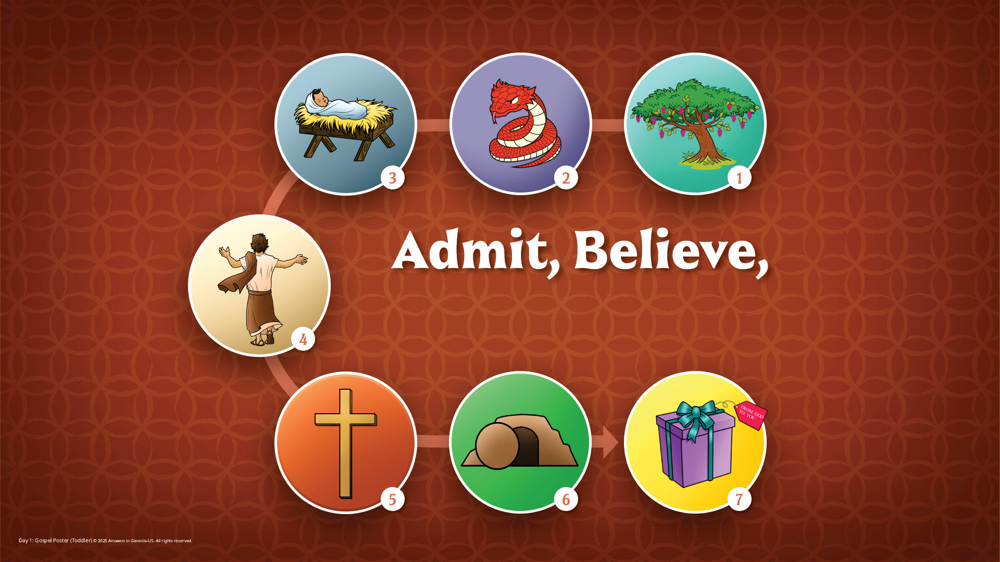 3
2
1
Admit, Believe,
4
5
6
7
FROM: GOD
TO: YOU
Day 1: Gospel Poster (Toddler) © 2025 Answers in Genesis–US. All rights reserved.